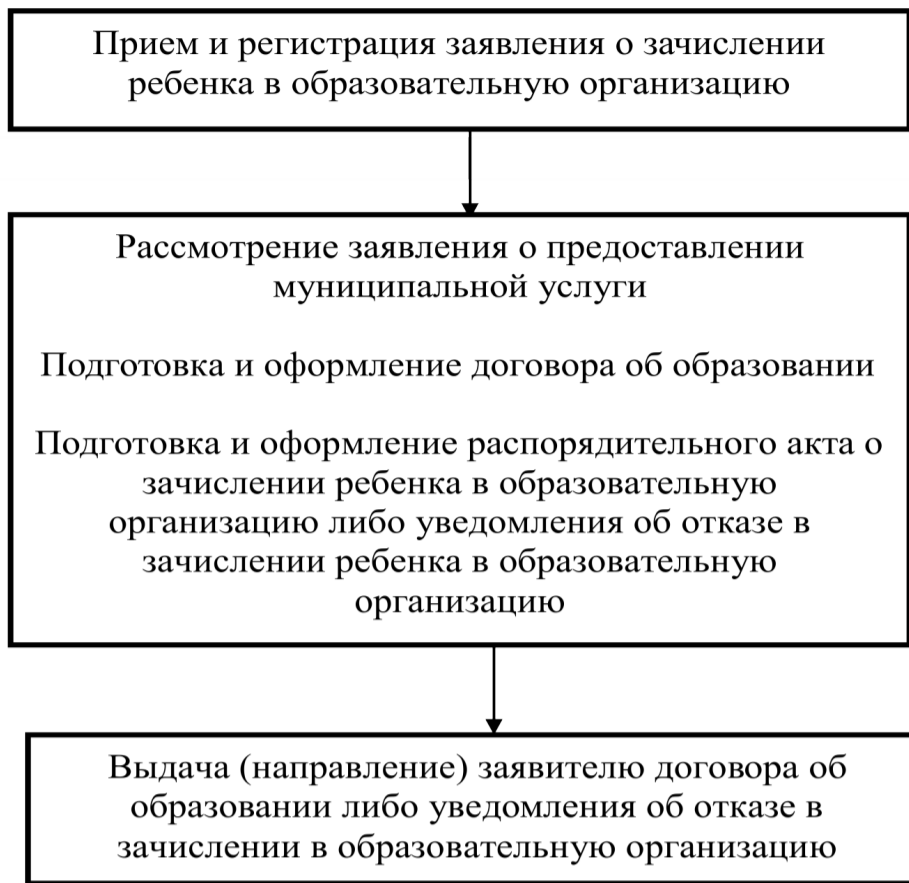 Прием и регистрация заявления о зачислении
ребенка в образовательную организацию
Рассмотрение заявления о предоставлении
муниципальной услуги
Подготовка и оформление договора об образовании
Подготовка и оформление распорядительного акта о
зачислении ребенка в образовательную
организацию либо уведомления об отказе в
зачислении ребенка в образовательную
организацию
Выдача (направление) заявителю договора об
образовании либо уведомления об отказе в
зачислении в образовательную организацию